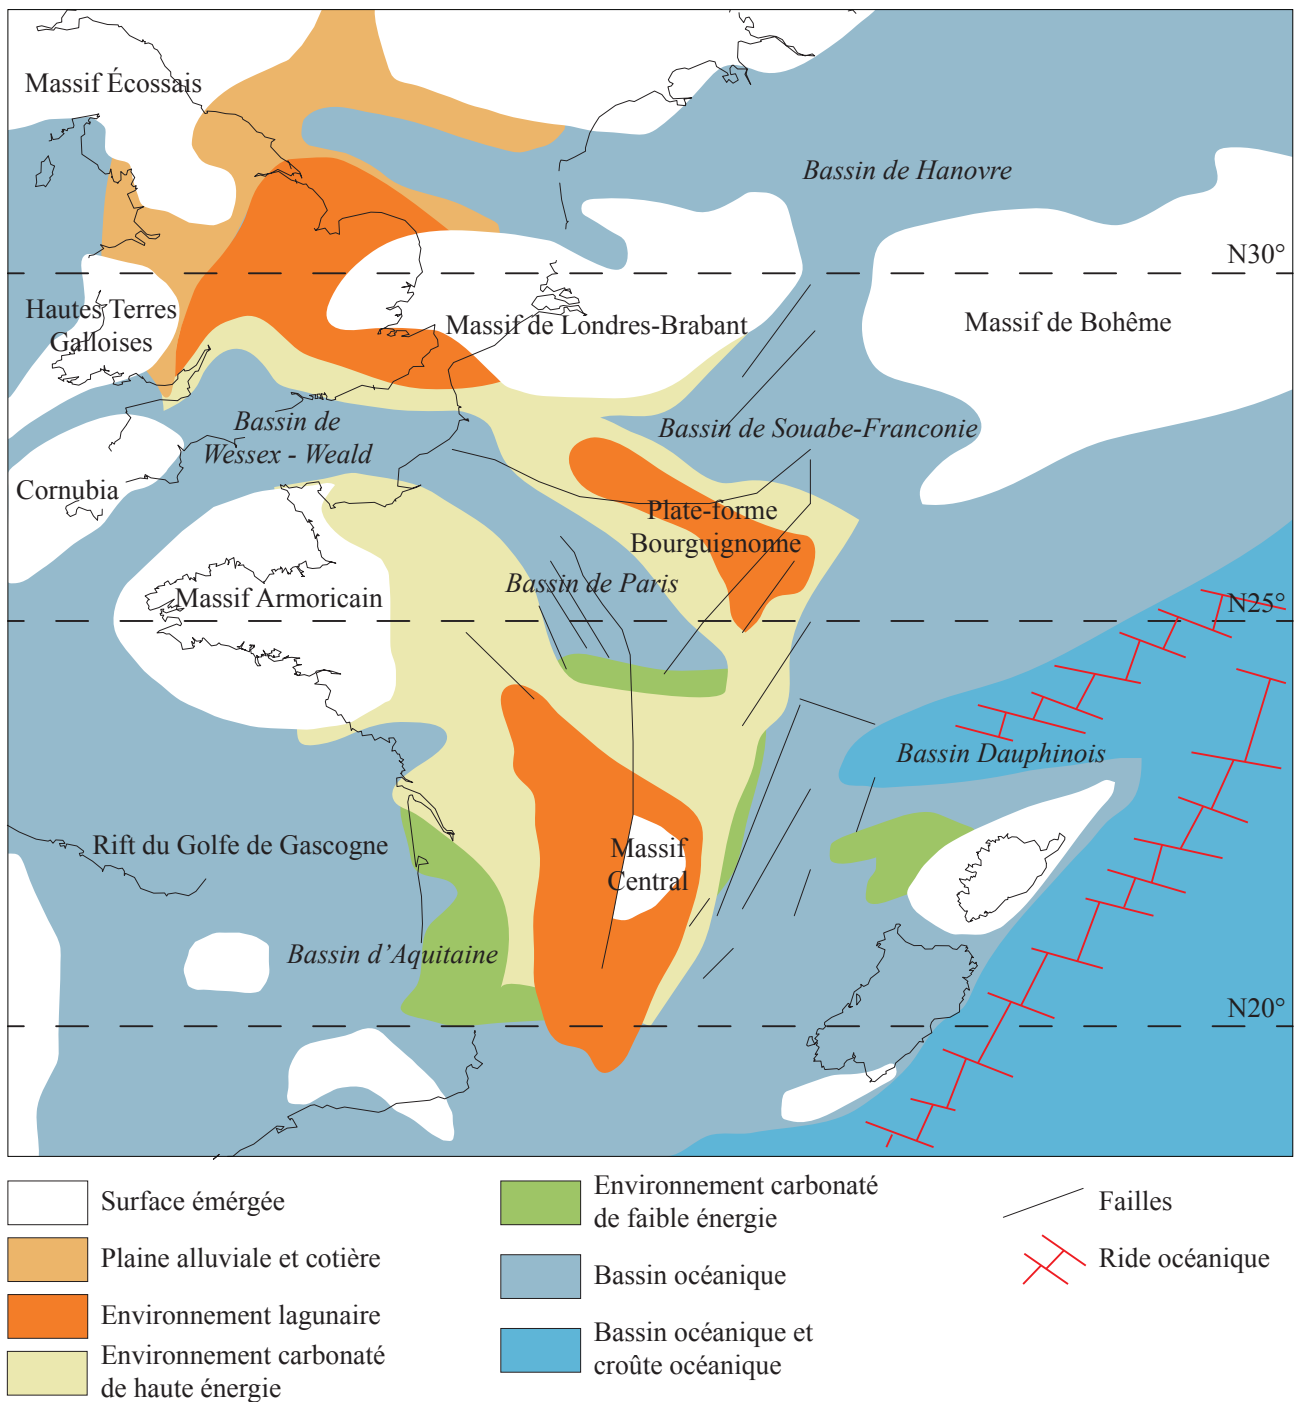 Massif Écossais
Bassin de Hanovre
N30°
Hautes Terres
Galloises
Massif de Londres-Brabant
Massif de Bohême
Bassin de
Wessex - Weald
Bassin de Souabe-Franconie
Cornubia
Plate-forme
Bourguignonne
Bassin de Paris
Massif Armoricain
N25°
Bassin Dauphinois
Rift du Golfe de Gascogne
Massif
Central
Bassin d'Aquitaine
N20°
Surface émérgée
Plaine alluviale et cotière
Environnement lagunaire
Environnement carbonaté
de haute énergie
Environnement carbonaté
de faible énergie
Bassin océanique
Bassin océanique et
croûte océanique
Failles
Ride océanique